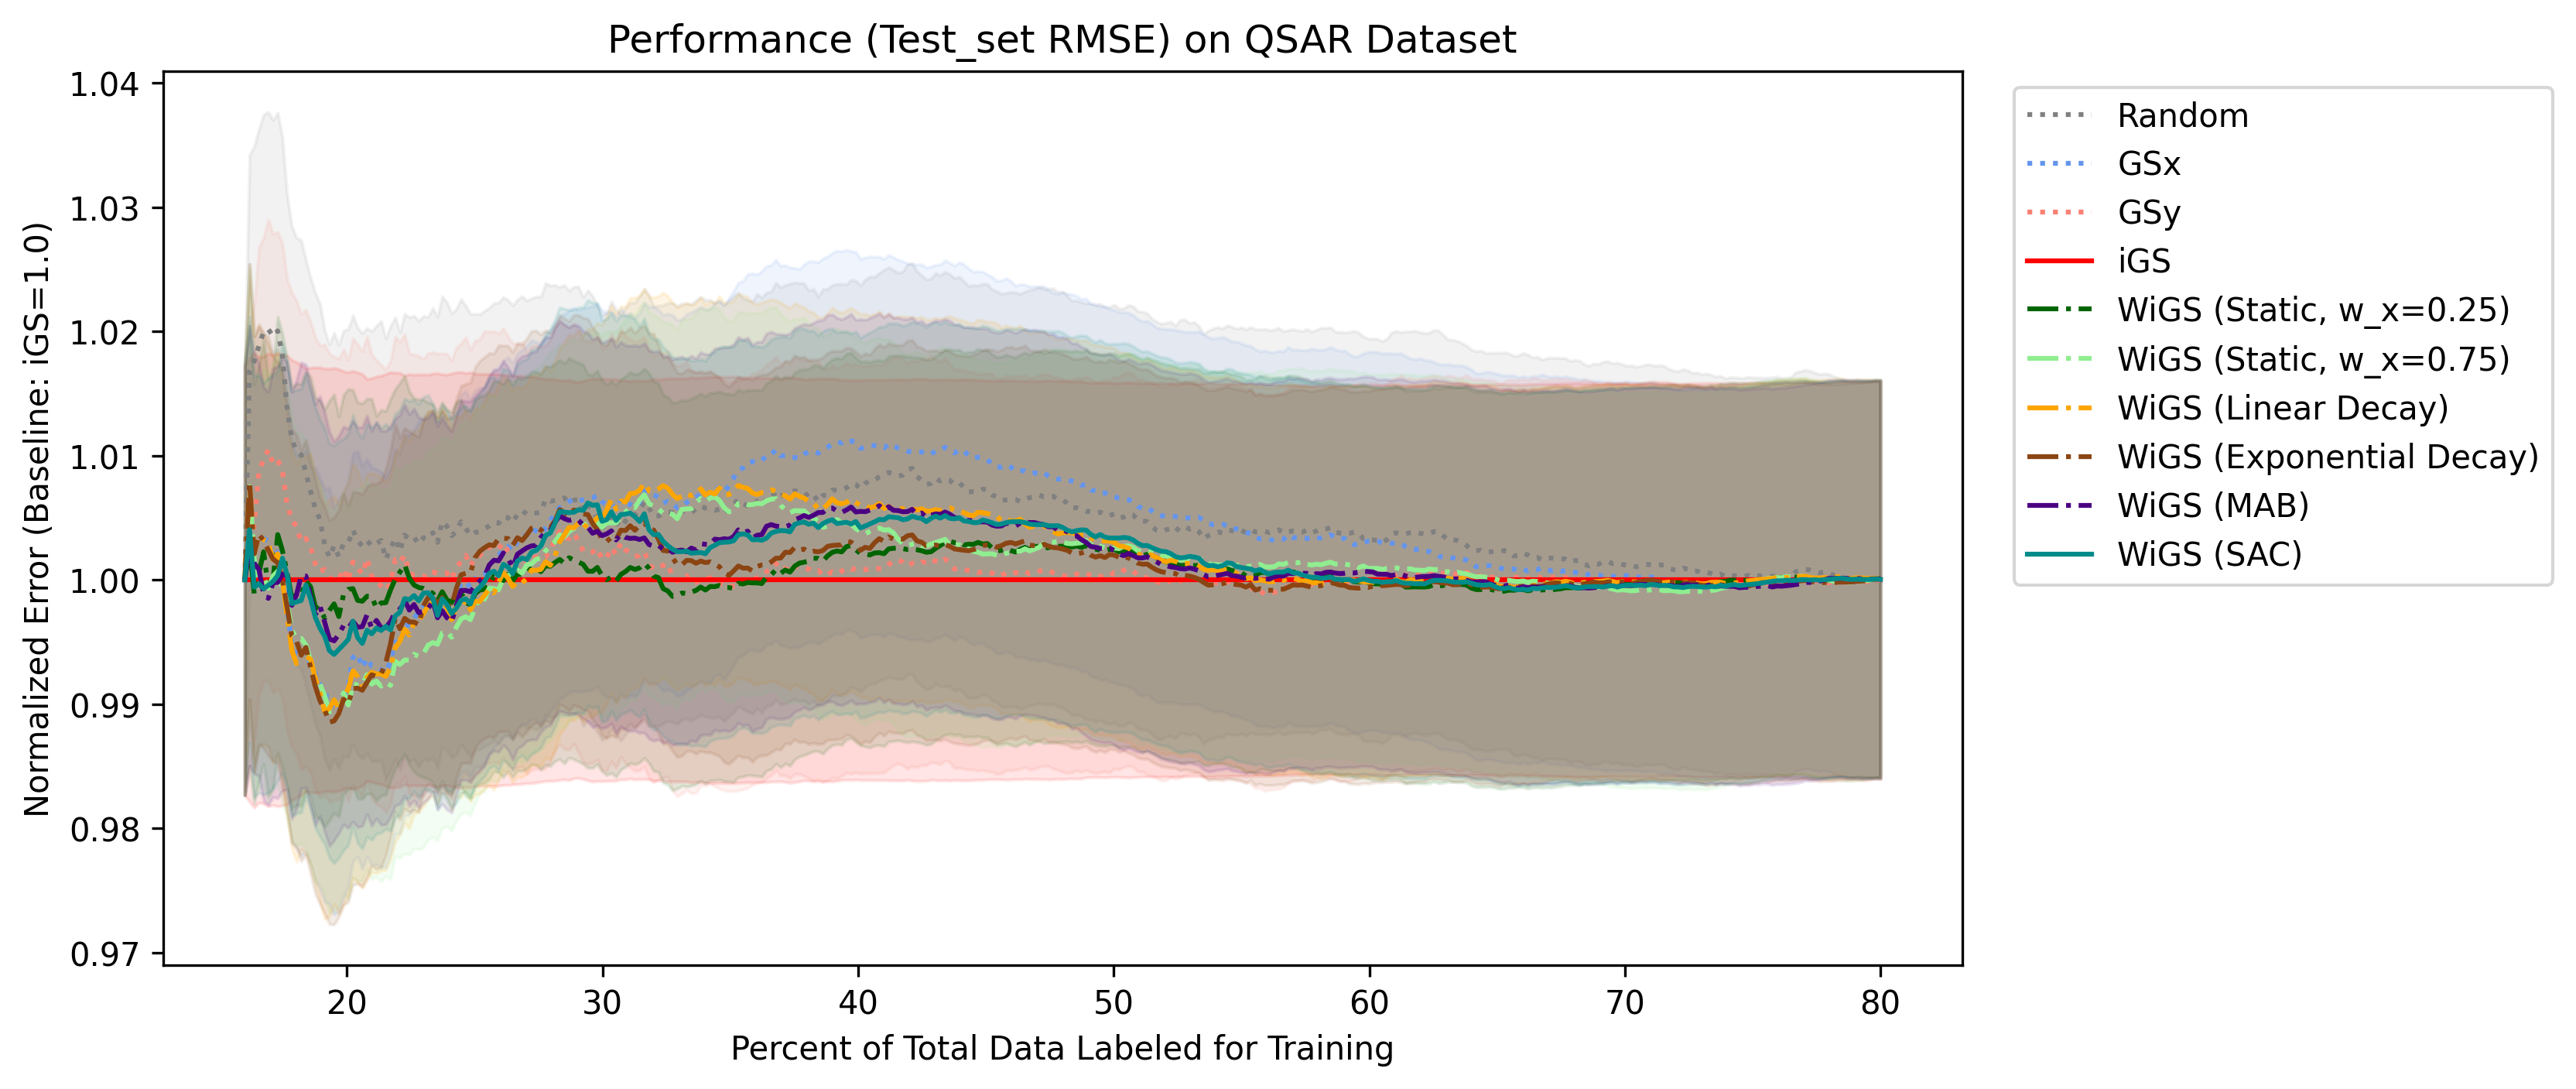 Performance (Test_set RMSE) on QSAR Dataset
Normalized Error (Baseline: iGS=1.0)
1.04
1.03
1.02
1.01
1.00
0.99
0.98
0.97
20 30 40 50 60 70 80
Percent of Total Data Labeled for Training
Random
GSx
GSy
iGS
WiGS (Static, w_x=0.25)
WiGS (Static, w_x=0.75)
WiGS (Linear Decay)
WiGS (Exponential Decay)
WiGS (MAB)
WiGS (SAC)